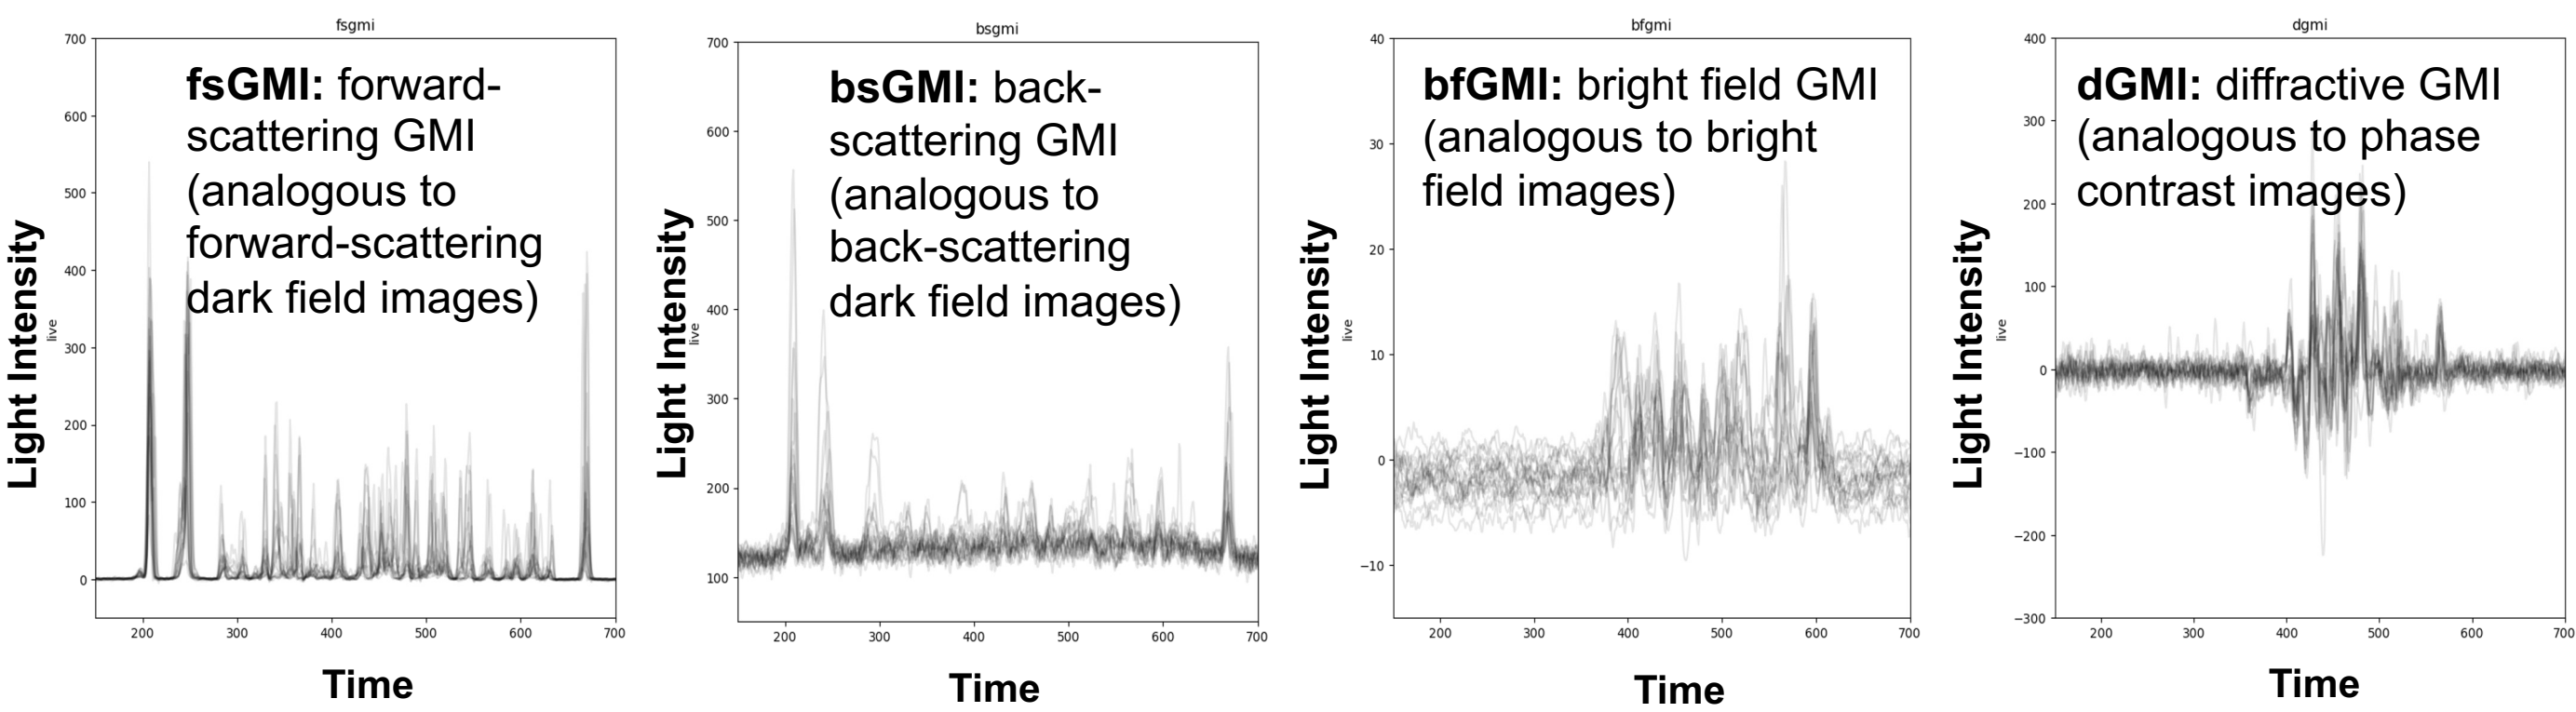 fsgmi
fsGMI: forward-
scattering GMI
(analogous to
forward-scattering
dark field images)
Light Intensity
live
700
600
500
400
300
200
100
0
200 300 400 500 600 700
Time
bsgmi
bsGMI: back-
scattering GMI
(analogous to
back-scattering
dark field images)
Light Intensity
live
700
600
500
400
300
200
100
200 300 400 500 600 700
Time
bfgmi
bfGMI: bright field GMI
(analogous to bright
field images)
Light Intensity
live
40
30
20
10
0
−10
200 300 400 500 600 700
Time
dgmi
dGMI: diffractive GMI
(analogous to phase
contrast images)
Light Intensity
live
400
300
200
100
0
−100
−200
−300
200 300 400 500 600 700
Time